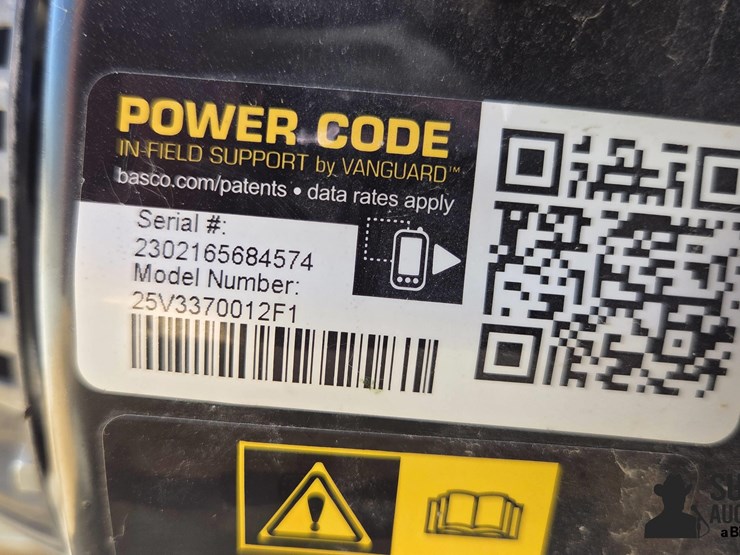 POWER CODE
IN-FIELD SUPPORT by VANGUARD™
basco.com/patents • data rates apply
Serial #:
2302165684574
Model Number:
25V3370012F1